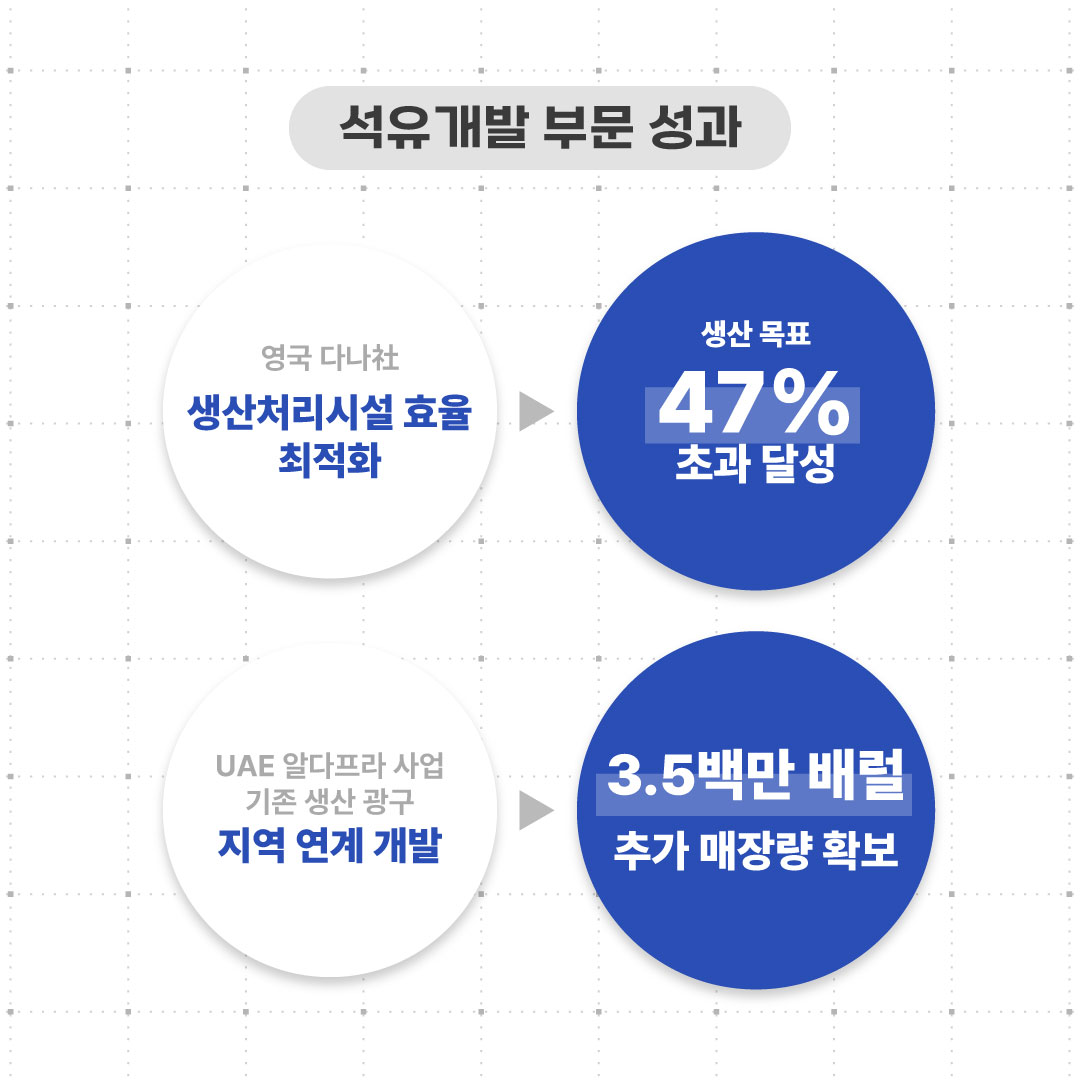 석유개발 부문 성과
영국 다나社
생산처리시설 효율
최적화
생산 목표
47%
초과 달성
UAE 알다프라 사업
기존 생산 광구
지역 연계 개발
3.5백만 배럴
추가 매장량 확보